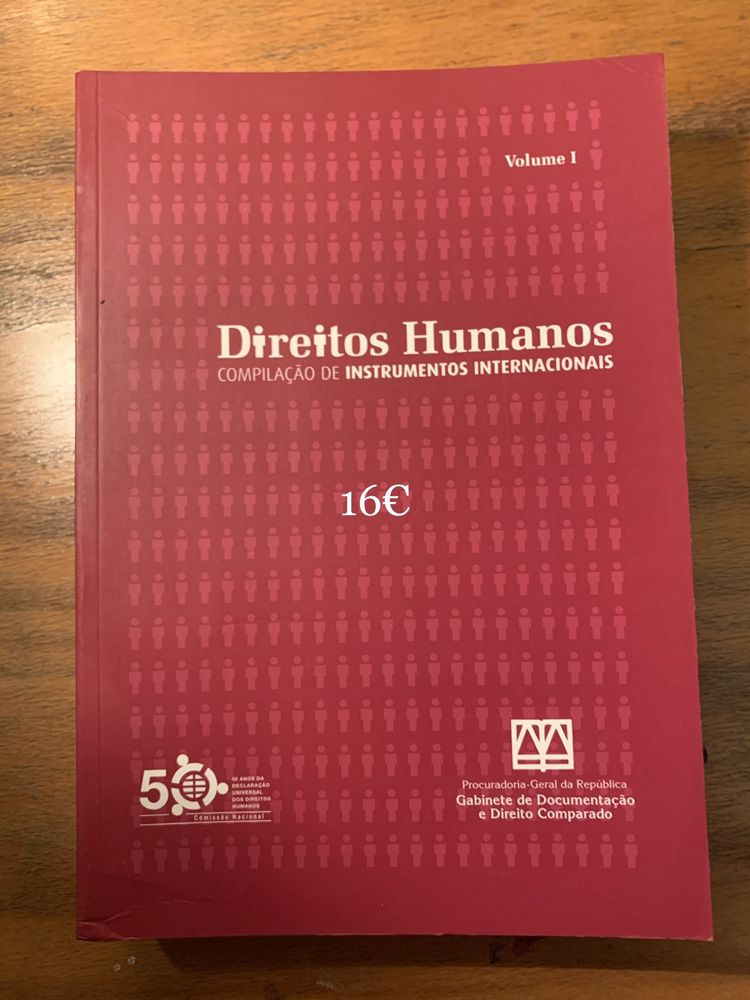 Volume I
Direitos Humanos
COMPILAÇÃO DE INSTRUMENTOS INTERNACIONAIS
16€
50
50 ANOS DA
DECLARAÇÃO
UNIVERSAL
DOS DIREITOS
HUMANOS
Comissão Nacional
Procuradoria-Geral da República
Gabinete de Documentação
e Direito Comparado